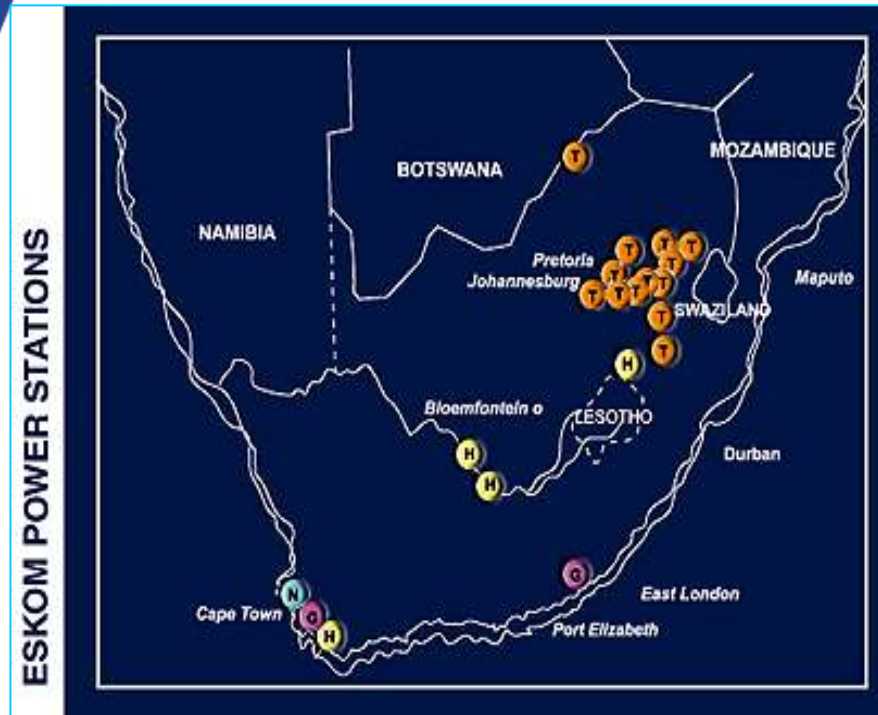 ESKOM POWER STATIONS
T
BOTSWANA
MOZAMBIQUE
NAMIBIA
T
T
T
Pretoria
T
T
Maputo
Johannesburg
T
T
T
T
SWAZILAND
T
T
H
Bloemfontein o
LESOTHO
H
Durban
H
G
N
East London
Cape Town
G
H
Port Elizabeth